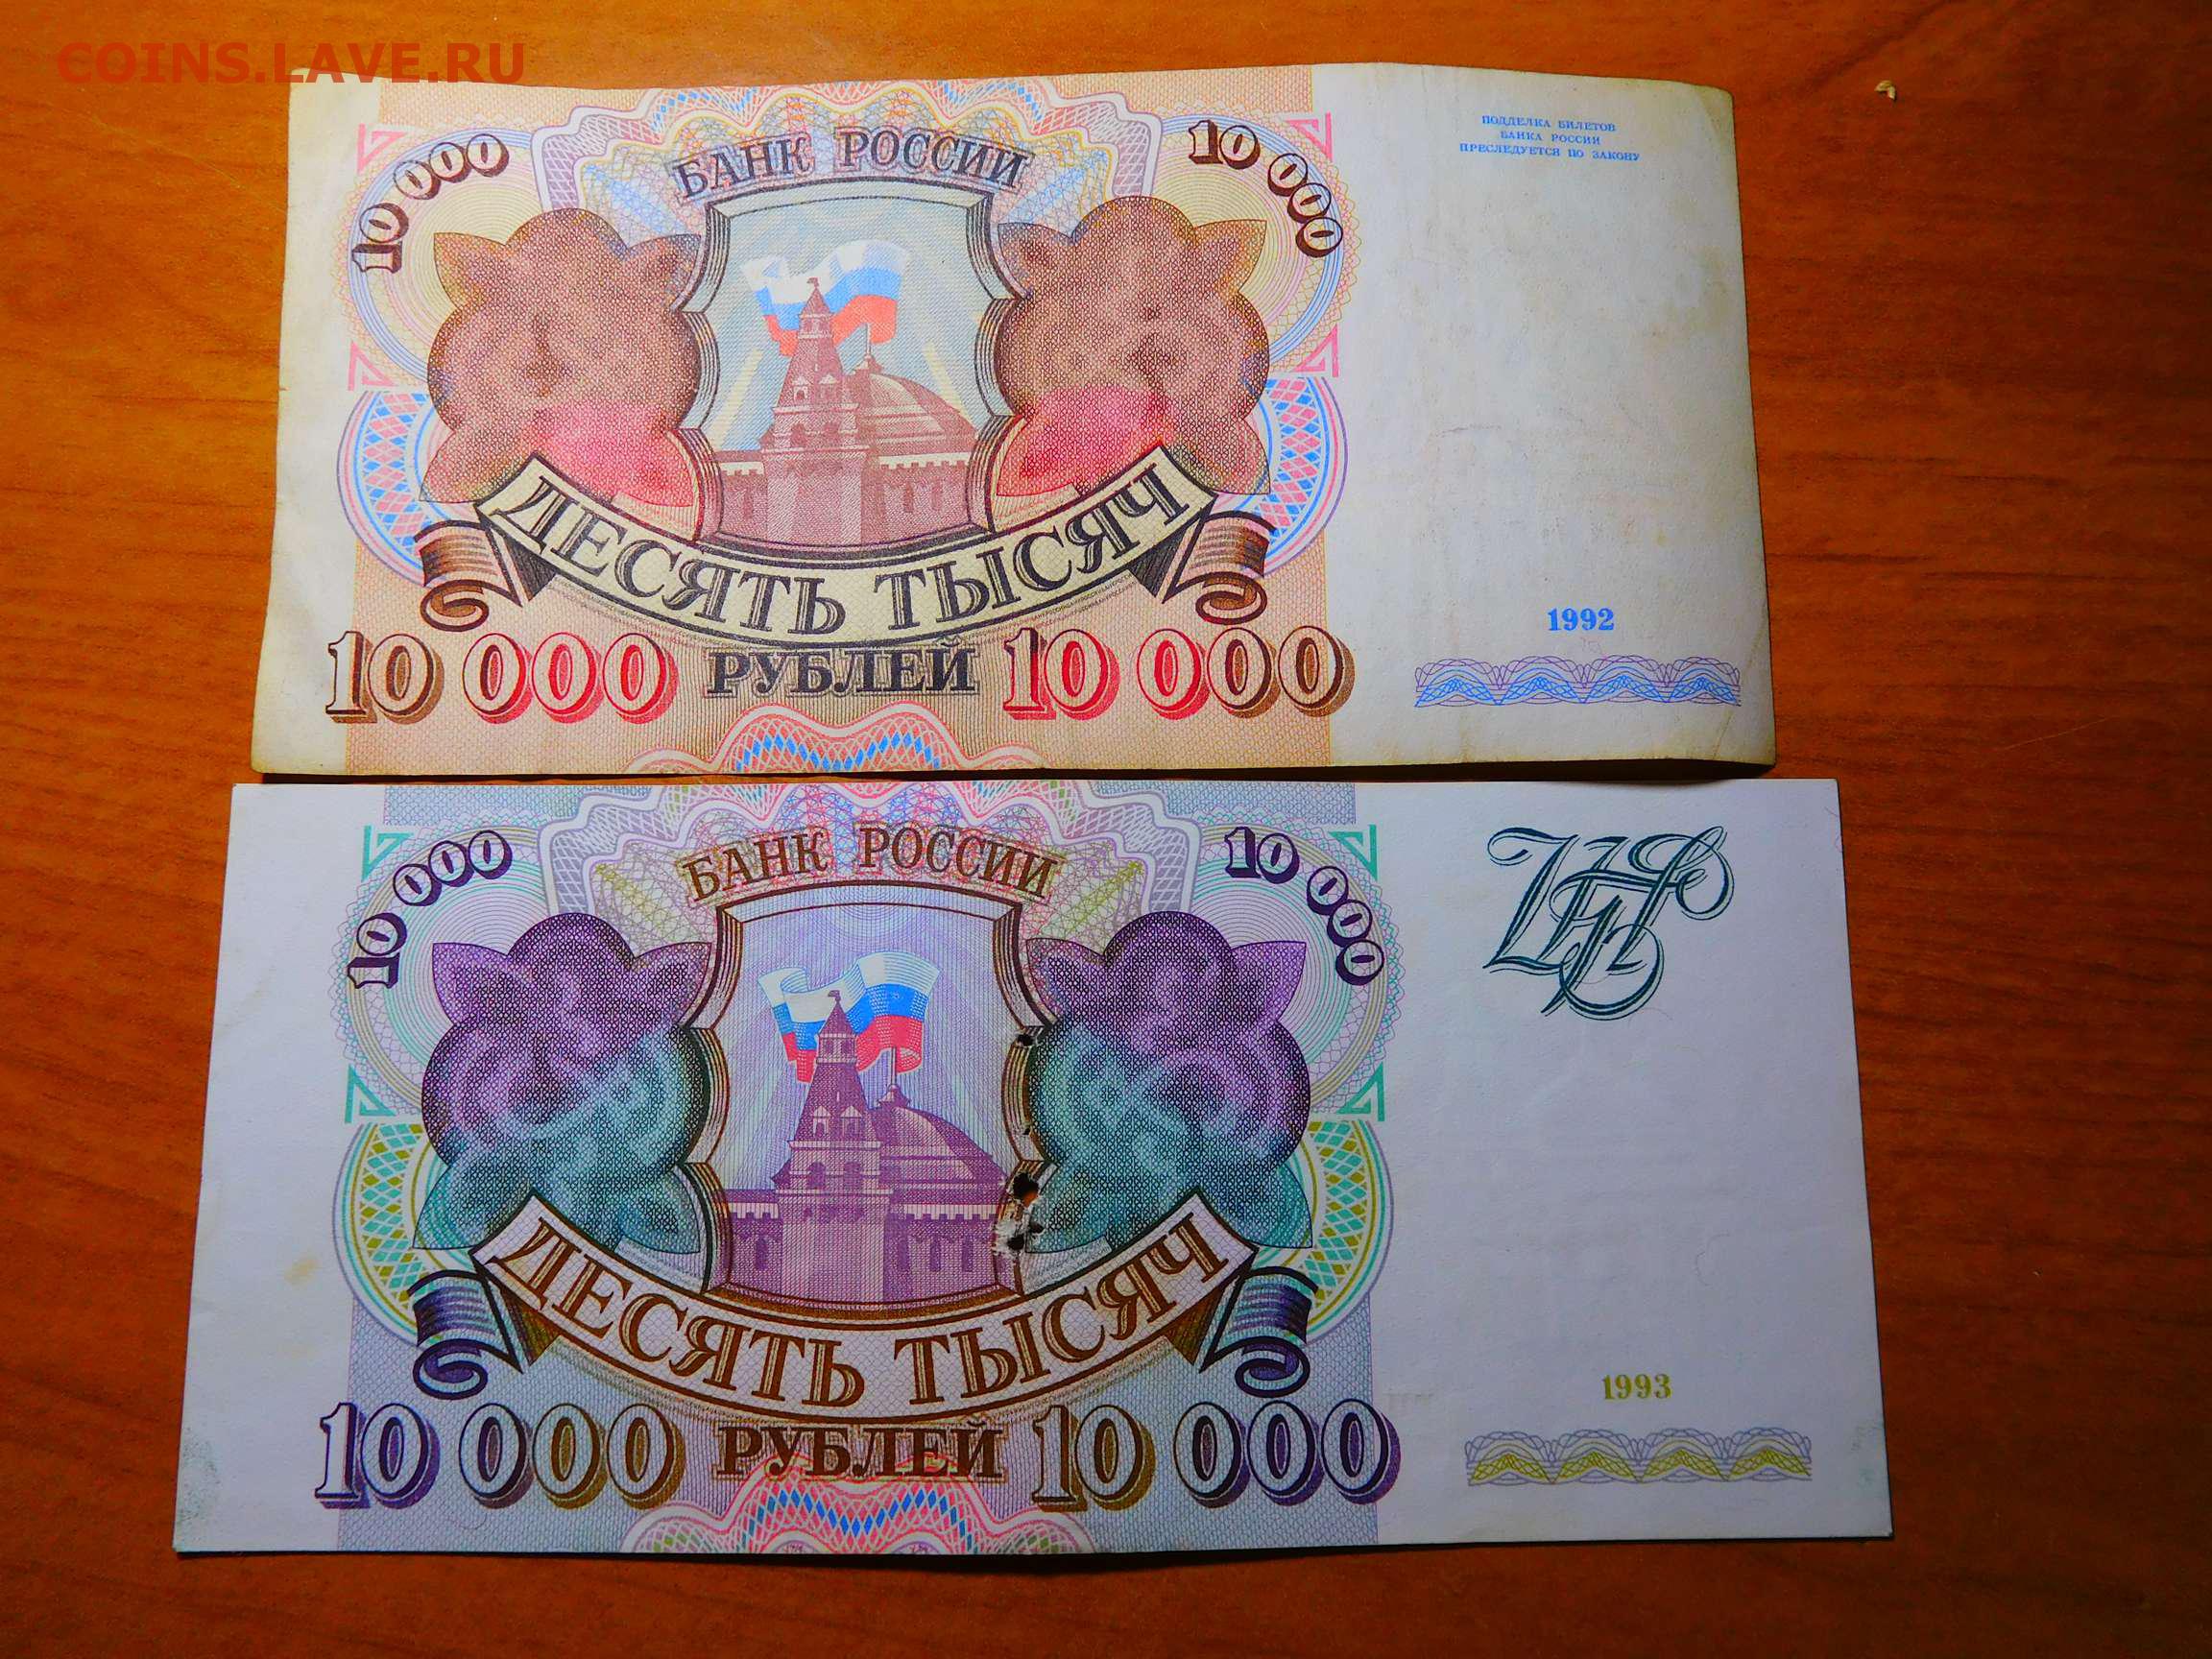 COINS.LAVE.RU
БАНК РОССИИ
10 000
10 000
ПОДДЕЛКА БИЛЕТОВ
БАНКА РОССИИ
ПРЕСЛЕДУЕТСЯ ПО ЗАКОНУ
ДЕСЯТЬ ТЫСЯЧ
1992
10 000 РУБЛЕЙ 10 000
БАНК РОССИИ
10 000
10 000
ДЕСЯТЬ ТЫСЯЧ
1993
10 000 РУБЛЕЙ 10 000